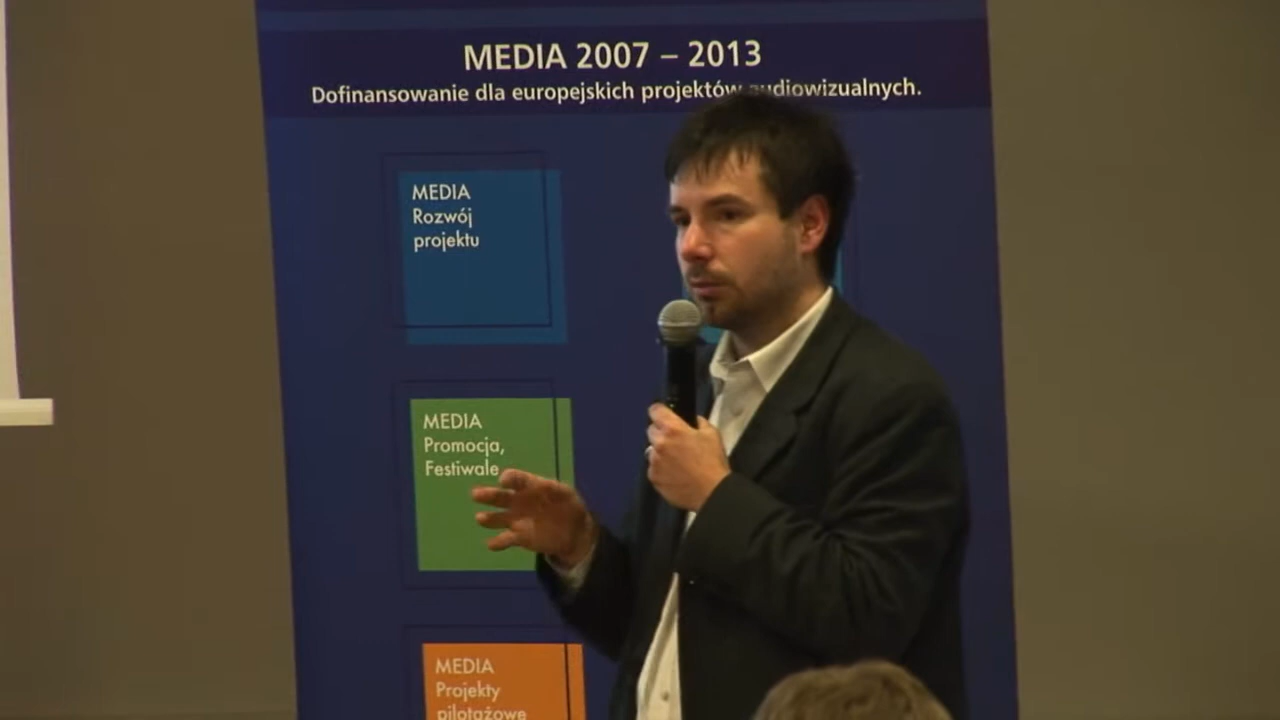 MEDIA 2007 – 2013
Dofinansowanie dla europejskich projektów audiowizualnych.
MEDIA
Rozwój
projektu
MEDIA
Promocja,
Festiwale
MEDIA
Projekty
pilotażowe